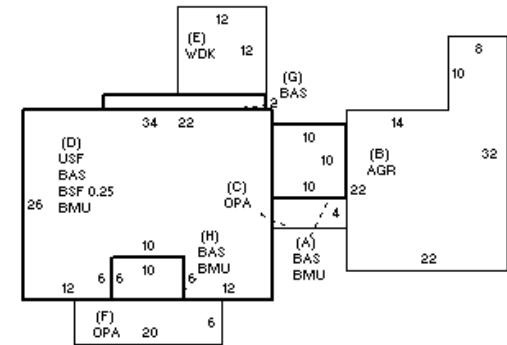 12
8
(E)
WDK
12
10
(G)
BAS
2
34
22
14
(D)
USF
BAS
BSF 0.25
BMU
10
10
(B)
AGR
32
26
(C)
OPA
10
22
4
10
(H)
BAS
BMU
(A)
BAS
BMU
6
6
10
6
12
12
22
(F)
OPA
20
6